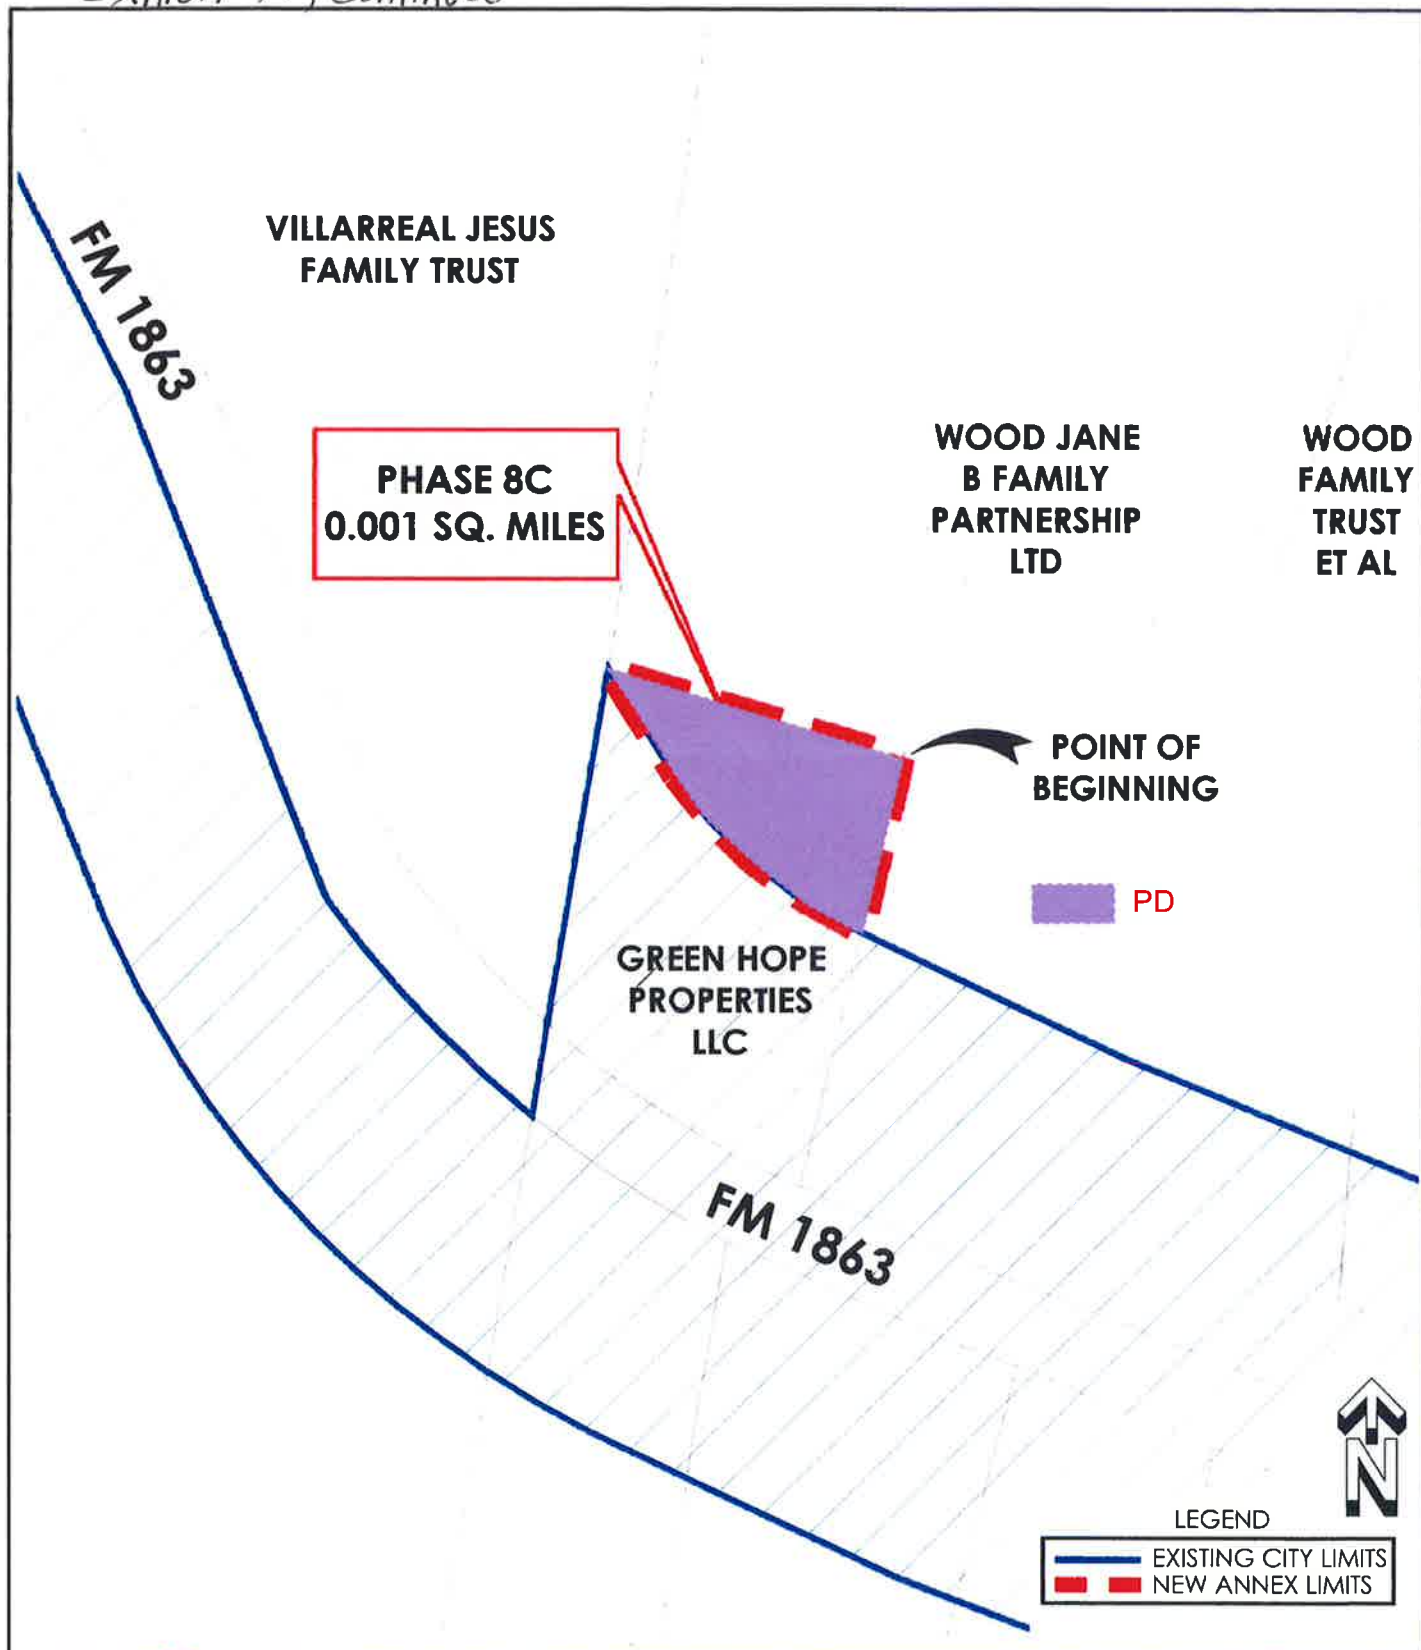 Continued
VILLARREAL JESUS
FAMILY TRUST
FM 1863
PHASE 8C
0.001 SQ. MILES
WOOD JANE
B FAMILY
PARTNERSHIP
LTD
WOOD
FAMILY
TRUST
ET AL
POINT OF
BEGINNING
PD
GREEN HOPE
PROPERTIES
LLC
FM 1863
N
LEGEND
EXISTING CITY LIMITS
NEW ANNEX LIMITS